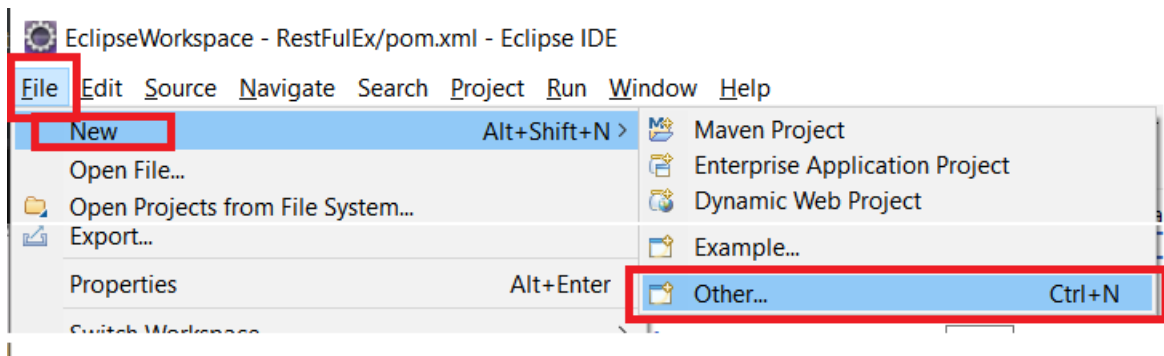 EclipseWorkspace - RestFulEx/pom.xml - Eclipse IDE
File Edit Source Navigate Search Project Run Window Help
New Alt+Shift+N >
Open File...
Open Projects from File System...
Export...
Properties Alt+Enter
Switch Workspace
Maven Project
Enterprise Application Project
Dynamic Web Project
Example...
Other... Ctrl+N